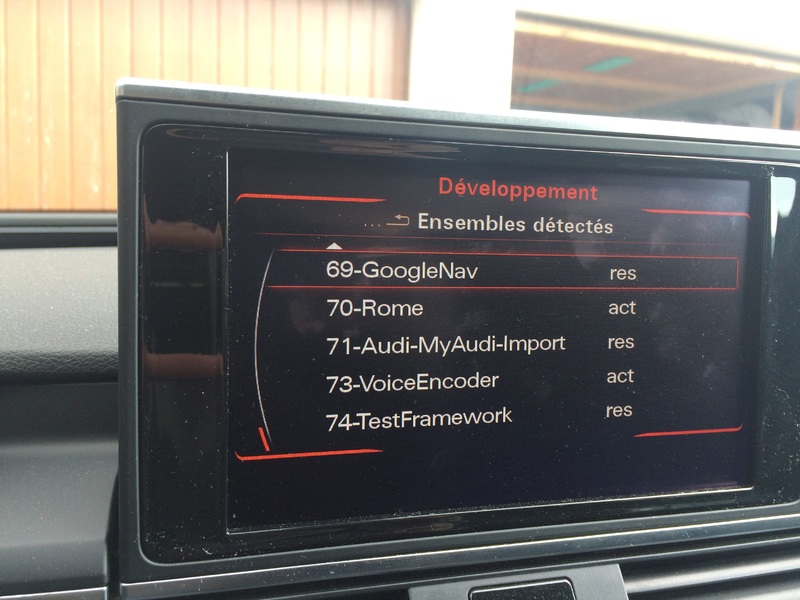 Développement
... Ensembles détectés
69-GoogleNav res
70-Rome act
71-Audi-MyAudi-Import res
73-VoiceEncoder act
74-TestFramework res